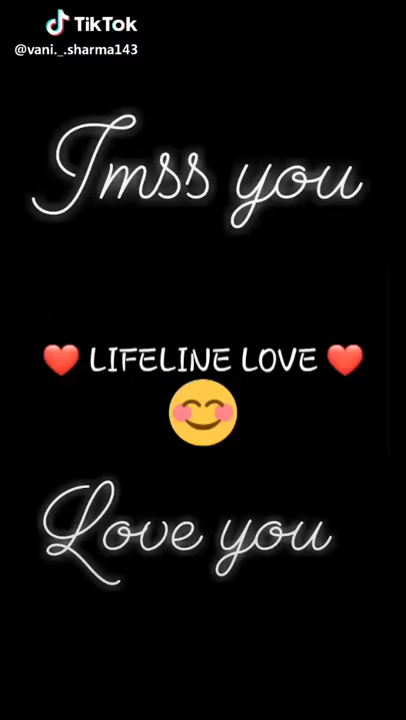 TikTok
@vani._.sharma143
Imss you
❤️ LIFELINE LOVE ❤️
😊
Love you